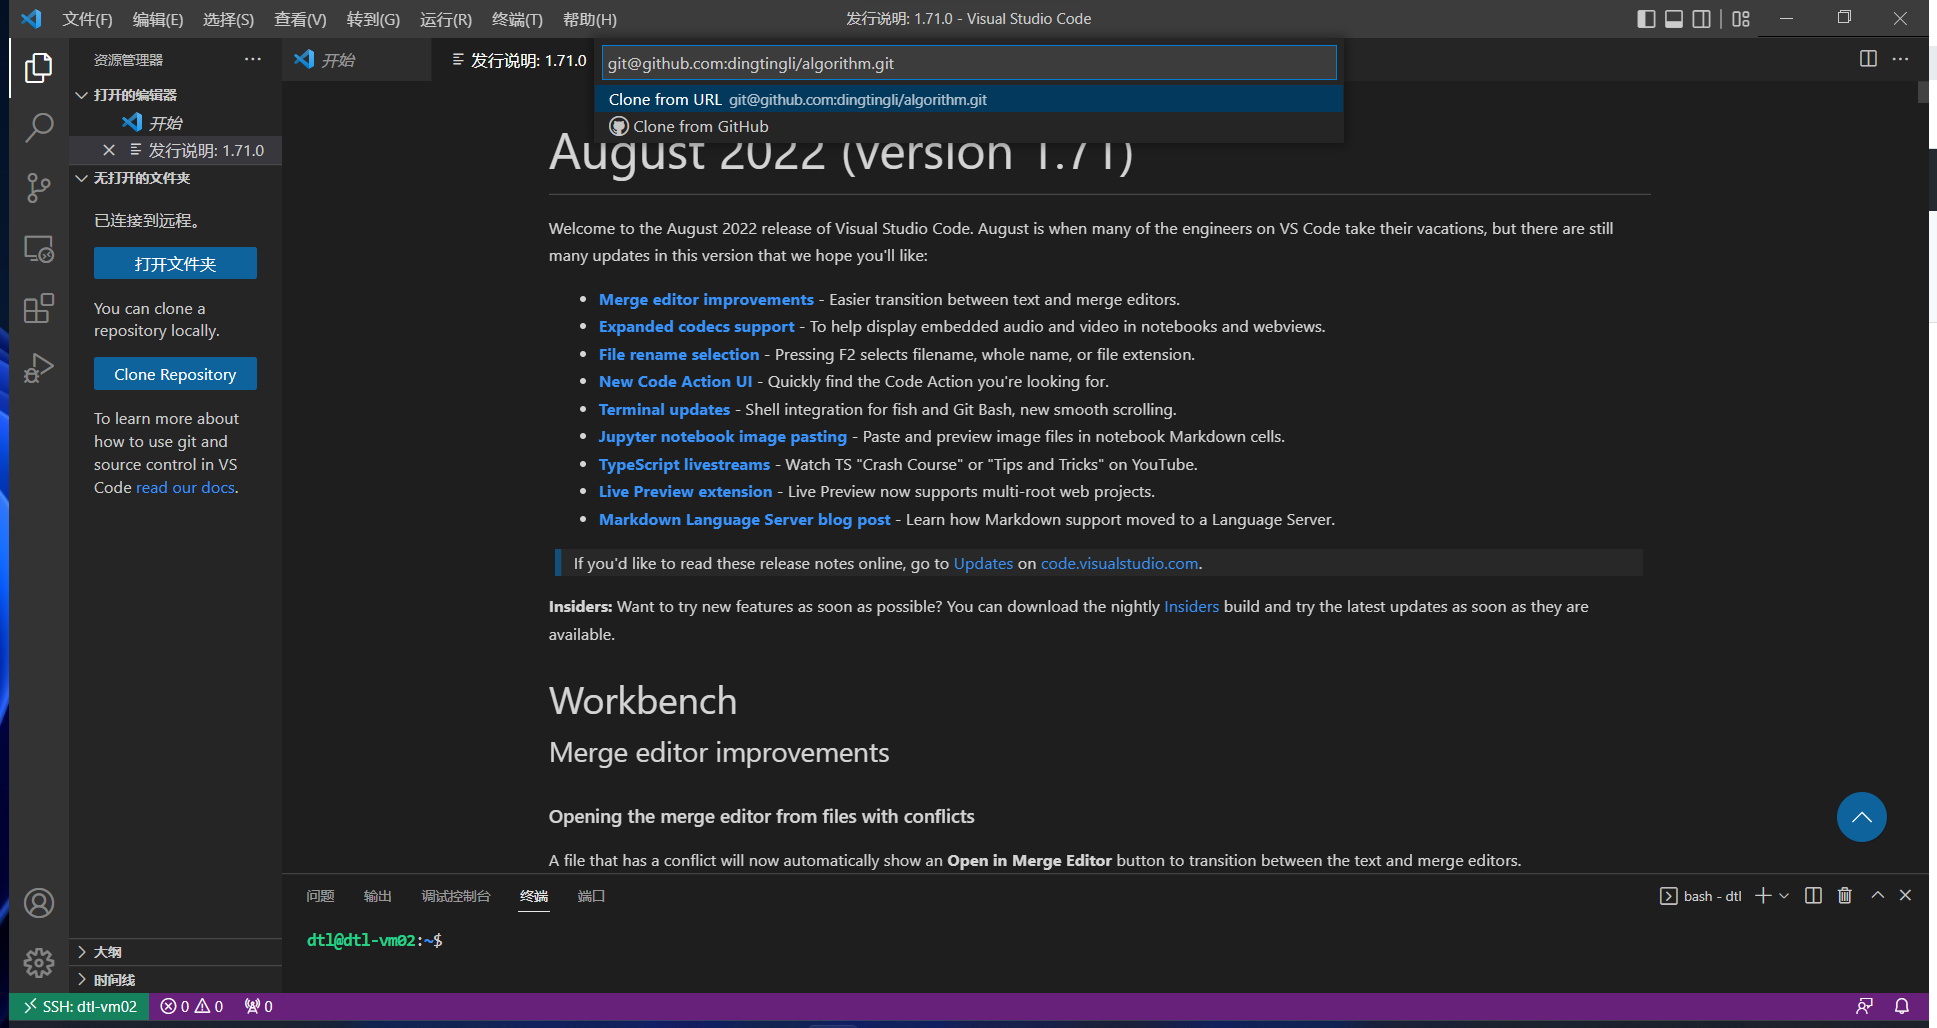 文件(F) 编辑(E) 选择(S) 查看(V) 转到(G) 运行(R) 终端(T) 帮助(H)
发行说明: 1.71.0 - Visual Studio Code
资源管理器
打开的编辑器
开始
发行说明: 1.71.0
无打开的文件夹
已连接到远程。
打开文件夹
You can clone a
repository locally.
Clone Repository
To learn more about
how to use git and
source control in VS
Code read our docs.
大纲
时间线
开始
发行说明: 1.71.0
git@github.com:dingtingli/algorithm.git
Clone from URL git@github.com:dingtingli/algorithm.git
Clone from GitHub
August 2022 (version 1.71)
Welcome to the August 2022 release of Visual Studio Code. August is when many of the engineers on VS Code take their vacations, but there are still
many updates in this version that we hope you'll like:
• Merge editor improvements - Easier transition between text and merge editors.
• Expanded codecs support - To help display embedded audio and video in notebooks and webviews.
• File rename selection - Pressing F2 selects filename, whole name, or file extension.
• New Code Action UI - Quickly find the Code Action you're looking for.
• Terminal updates - Shell integration for fish and Git Bash, new smooth scrolling.
• Jupyter notebook image pasting - Paste and preview image files in notebook Markdown cells.
• TypeScript livestreams - Watch TS "Crash Course" or "Tips and Tricks" on YouTube.
• Live Preview extension - Live Preview now supports multi-root web projects.
• Markdown Language Server blog post - Learn how Markdown support moved to a Language Server.
If you'd like to read these release notes online, go to Updates on code.visualstudio.com.
Insiders: Want to try new features as soon as possible? You can download the nightly Insiders build and try the latest updates as soon as they are
available.
Workbench
Merge editor improvements
Opening the merge editor from files with conflicts
A file that has a conflict will now automatically show an Open in Merge Editor button to transition between the text and merge editors.
问题 输出 调试控制台 终端 端口
bash - dtl
dtl@dtl-vm02:~$
SSH: dtl-vm02 0 0 0